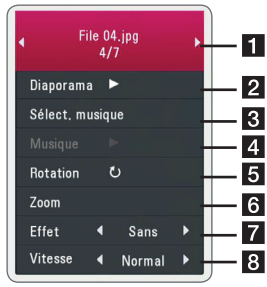 File 04.jpg
4/7
1
Diaporama
2
Sélect. musique
3
Musique
4
Rotation
5
Zoom
6
Effet Sans
7
Vitesse Normal
8